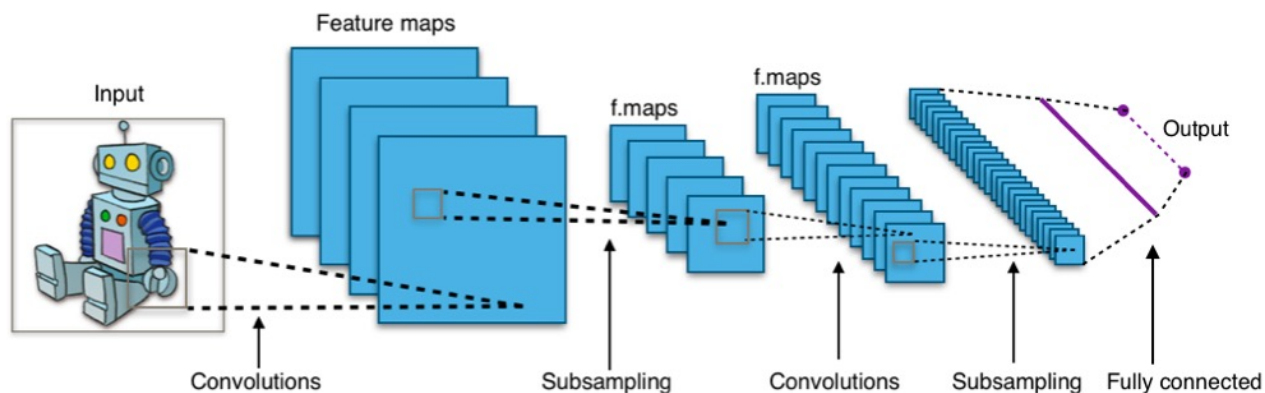 Feature maps
Input
f.maps
f.maps
Output
Convolutions
Subsampling
Convolutions
Subsampling
Fully connected